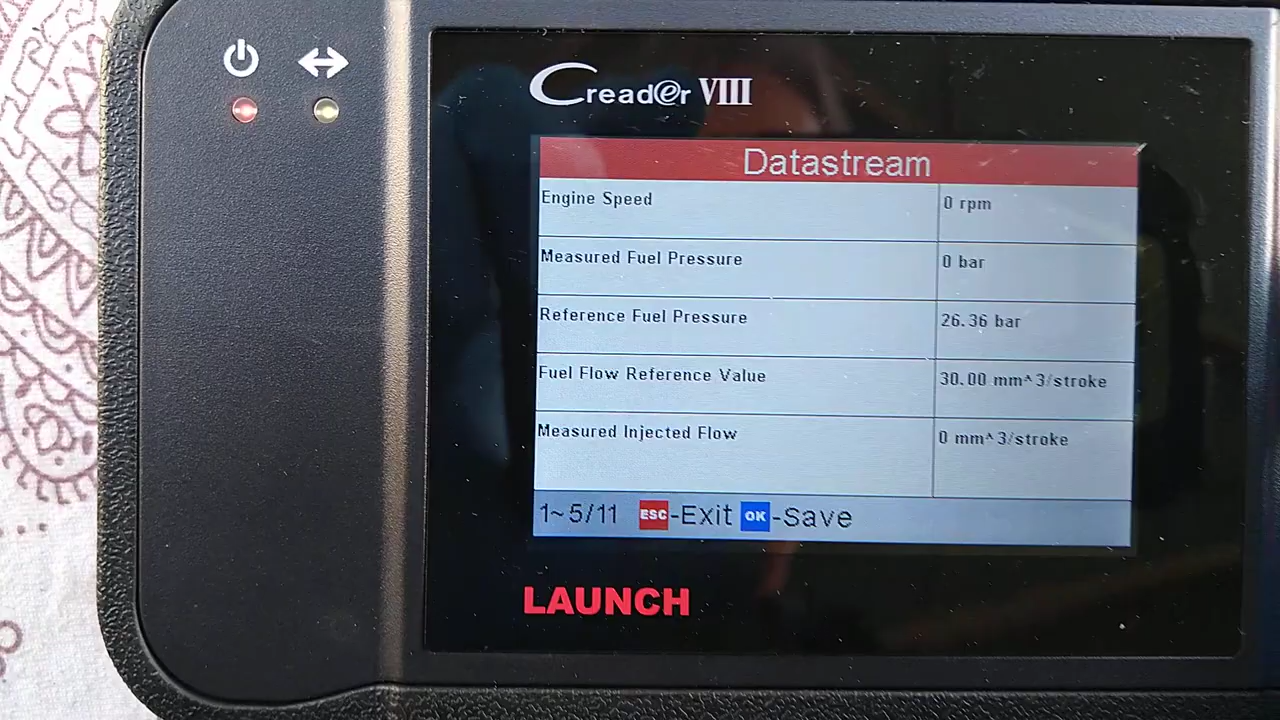 Creader VIII
Datastream
Engine Speed 0 rpm
Measured Fuel Pressure 0 bar
Reference Fuel Pressure 26.36 bar
Fuel Flow Reference Value 30.00 mm^3/stroke
Measured Injected Flow 0 mm^3/stroke
1~5/11 ESC-Exit OK-Save
LAUNCH